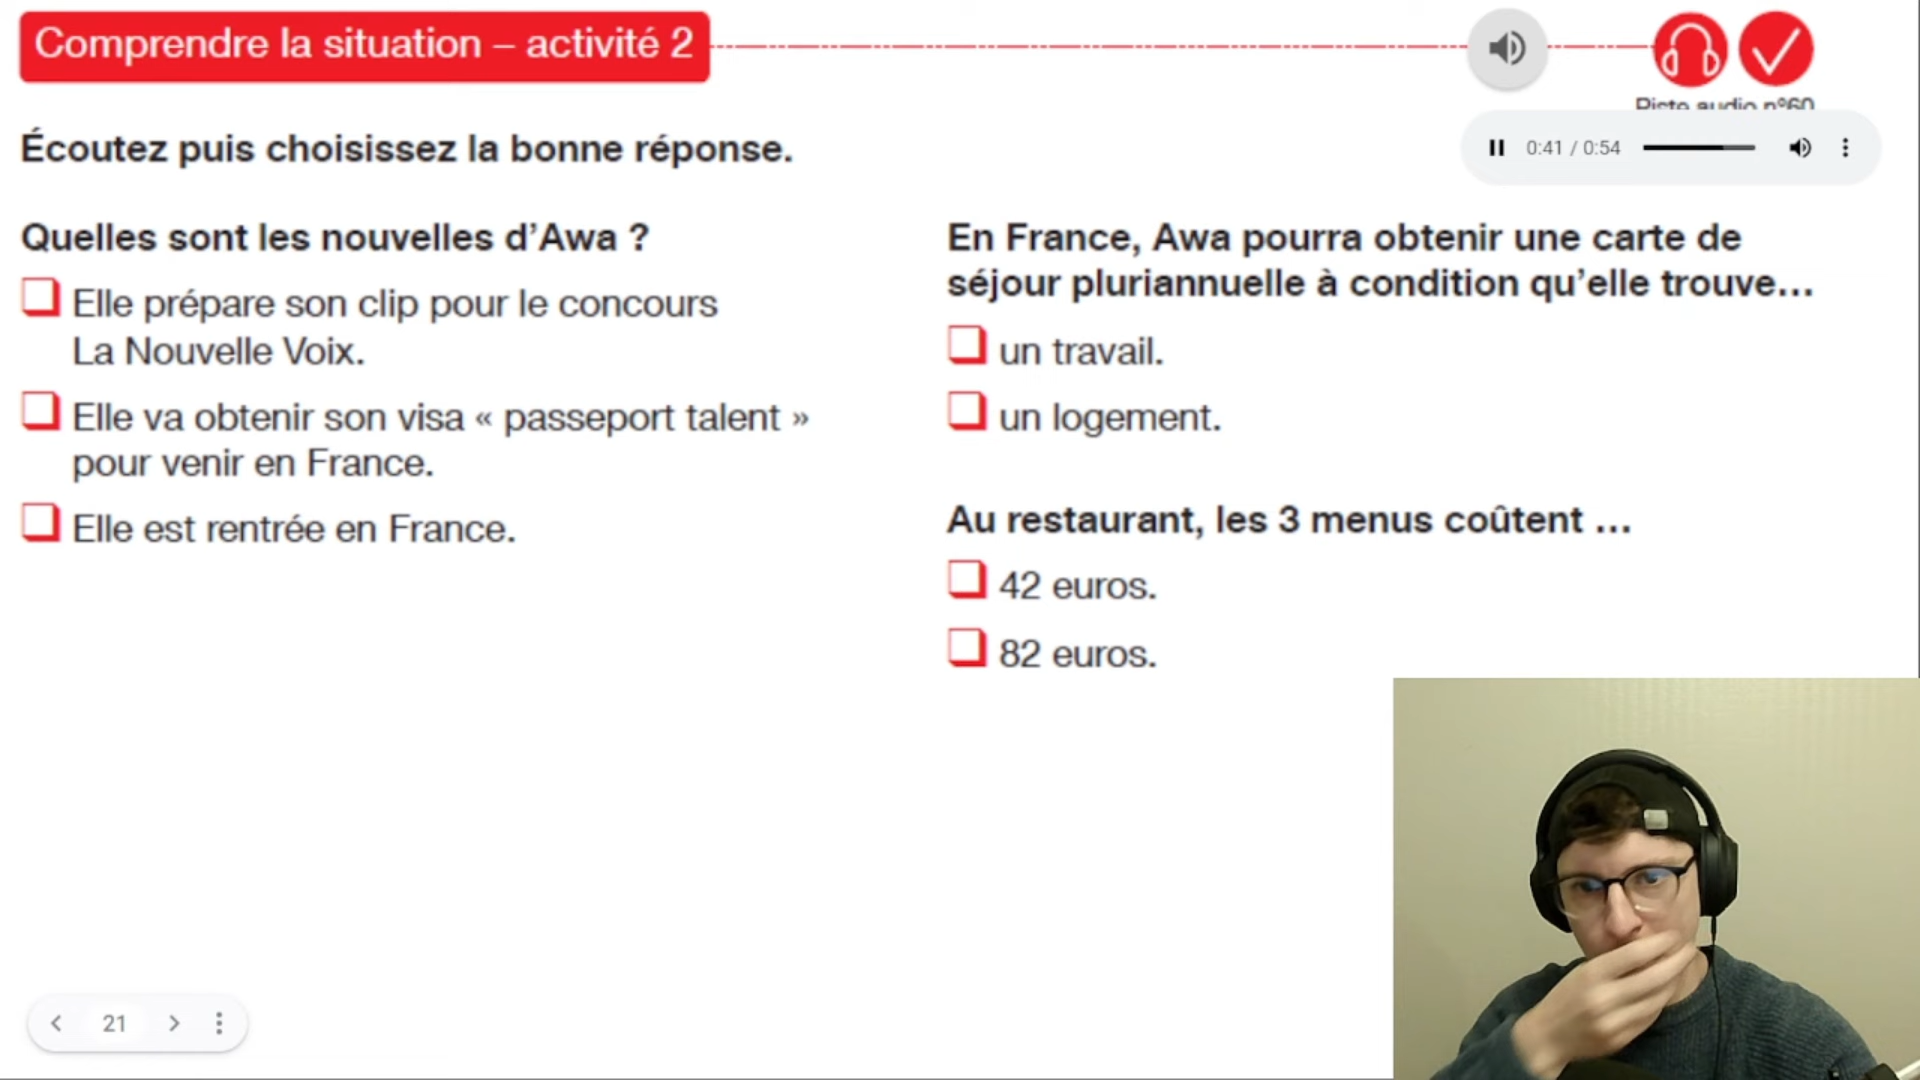 Comprendre la situation – activité 2
Piste audio n°60
Écoutez puis choisissez la bonne réponse.
0:41 / 0:54
Quelles sont les nouvelles d’Awa ?
Elle prépare son clip pour le concours
La Nouvelle Voix.
Elle va obtenir son visa « passeport talent »
pour venir en France.
Elle est rentrée en France.
En France, Awa pourra obtenir une carte de
séjour pluriannuelle à condition qu’elle trouve…
un travail.
un logement.
Au restaurant, les 3 menus coûtent …
42 euros.
82 euros.
21